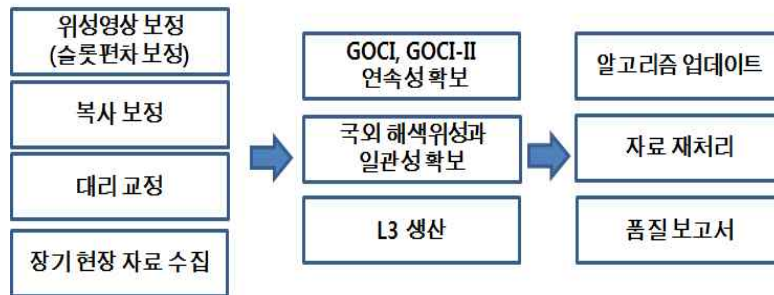 위성영상 보정
(슬롯편차 보정)
복사 보정
대리 교정
장기 현장 자료 수집
GOCI, GOCI-II
연속성 확보
국외 해색위성과
일관성 확보
L3 생산
알고리즘 업데이트
자료 재처리
품질 보고서